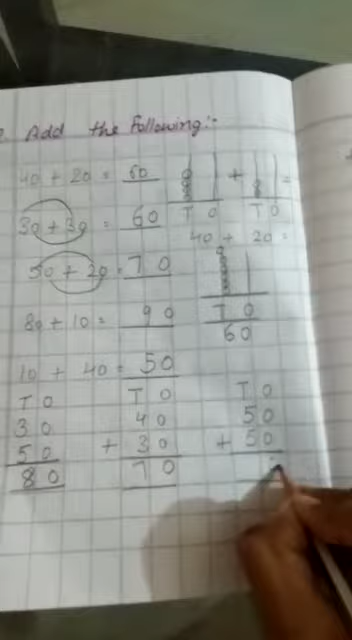 Add the following:-
40 + 20 = 60
+ =
T O T O
30 + 30 = 60
40 + 20 =
50 + 20 = 70
T O
80 + 10 = 90
60
10 + 40 = 50
T O T O T O
30 40 50
50 + 30 + 50
80 70